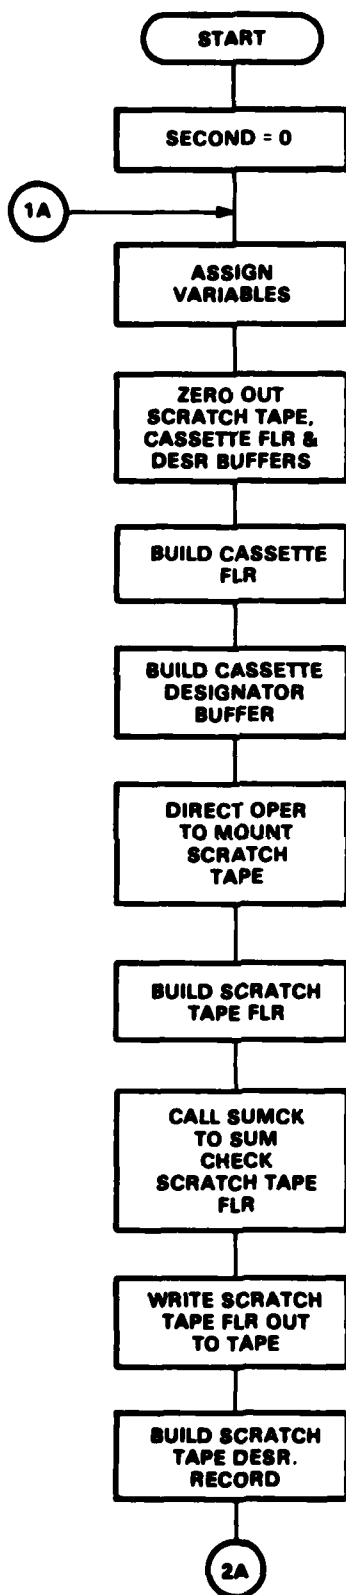 START
SECOND = 0
1A
ASSIGN
VARIABLES
ZERO OUT
SCRATCH TAPE,
CASSETTE FLR &
DESR BUFFERS
BUILD CASSETTE
FLR
BUILD CASSETTE
DESIGNATOR
BUFFER
DIRECT OPER
TO MOUNT
SCRATCH
TAPE
BUILD SCRATCH
TAPE FLR
CALL SUMCK
TO SUM
CHECK
SCRATCH TAPE
FLR
WRITE SCRATCH
TAPE FLR OUT
TO TAPE
BUILD SCRATCH
TAPE DESR.
RECORD
2A